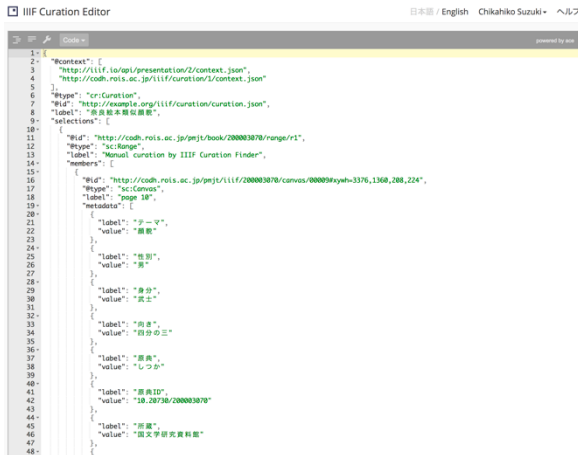 IIIF Curation Editor
日本語 / English Chikahiko Suzuki ヘルプ
Code
powered by ace
1 {
2 "@context": [
3 "http://iiif.io/api/presentation/2/context.json",
4 "http://codh.rois.ac.jp/iiif/curation/1/context.json"
5 ],
6 "@type": "cr:Curation",
7 "@id": "http://example.org/iiif/curation/curation.json",
8 "label": "奈良絵本類似顔貌",
9 "selections": [
10 {
11 "@id": "http://codh.rois.ac.jp/pmjt/book/200003070/range/r1",
12 "@type": "sc:Range",
13 "label": "Manual curation by IIIF Curation Finder",
14 "members": [
15 {
16 "@id": "http://codh.rois.ac.jp/pmjt/iiif/200003070/canvas/00009#xywh=3376,1360,208,224",
17 "@type": "sc:Canvas",
18 "label": "page 10",
19 "metadata": [
20 {
21 "label": "テーマ",
22 "value": "顔貌"
23 },
24 {
25 "label": "性別",
26 "value": "男"
27 },
28 {
29 "label": "身分",
30 "value": "武士"
31 },
32 {
33 "label": "向き",
34 "value": "四分の三"
35 },
36 {
37 "label": "原典",
38 "value": "しつか"
39 },
40 {
41 "label": "原典ID",
42 "value": "10.20730/200003070"
43 },
44 {
45 "label": "所蔵",
46 "value": "国文学研究資料館"
47 },
48 {